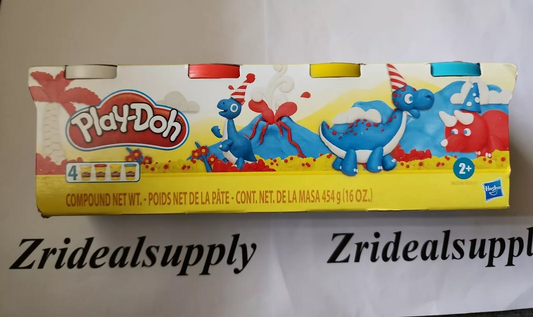 Play-Doh
4
2+
Hasbro
COMPOUND NET WT. - POIDS NET DE LA PÂTE - CONT. NET. DE LA MASA 454 g (16 OZ.)
Zridealsupply
Zridealsuppl